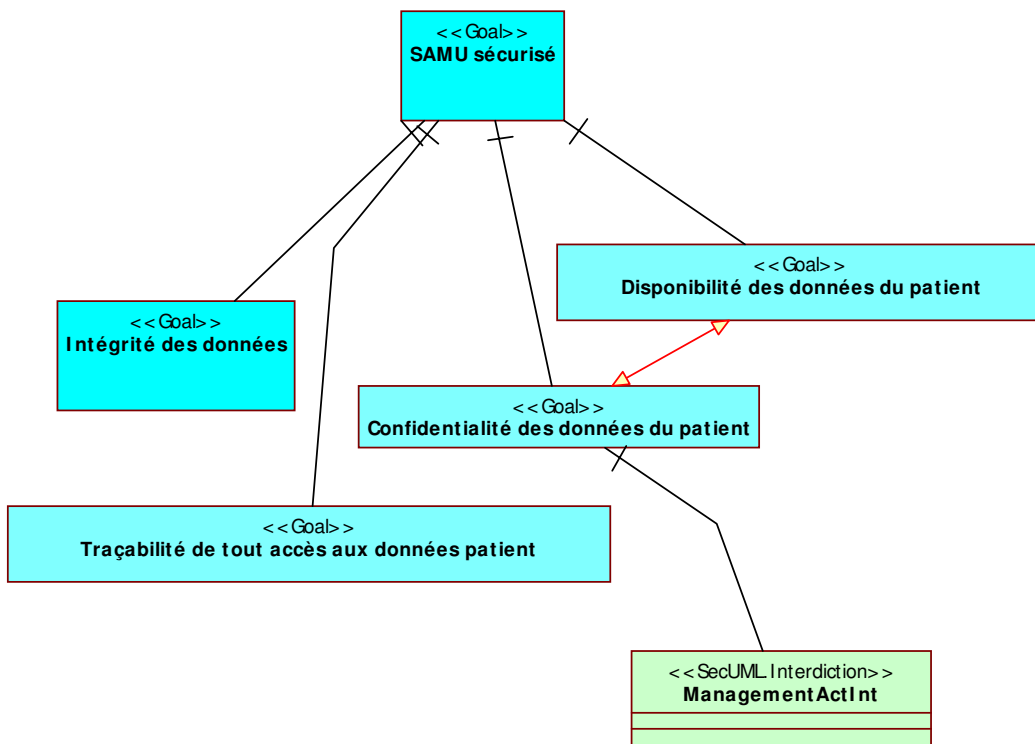 <<Goal>>
SAMU sécurisé
<<Goal>>
Disponibilité des données du patient
<<Goal>>
Intégrité des données
<<Goal>>
Confidentialité des données du patient
<<Goal>>
Traçabilité de tout accès aux données patient
<<SecUML.Interdiction>>
ManagementActInt